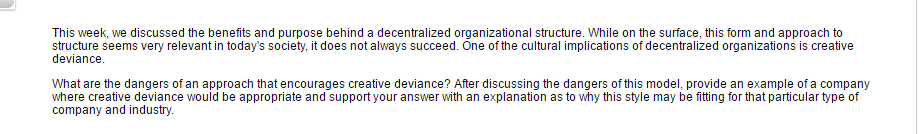 This week, we discussed the benefits and purpose behind a decentralized organizational structure. While on the surface, this form and approach to
structure seems very relevant in today's society, it does not always succeed. One of the cultural implications of decentralized organizations is creative
deviance.
What are the dangers of an approach that encourages creative deviance? After discussing the dangers of this model, provide an example of a company
where creative deviance would be appropriate and support your answer with an explanation as to why this style may be fitting for that particular type of
company and industry.